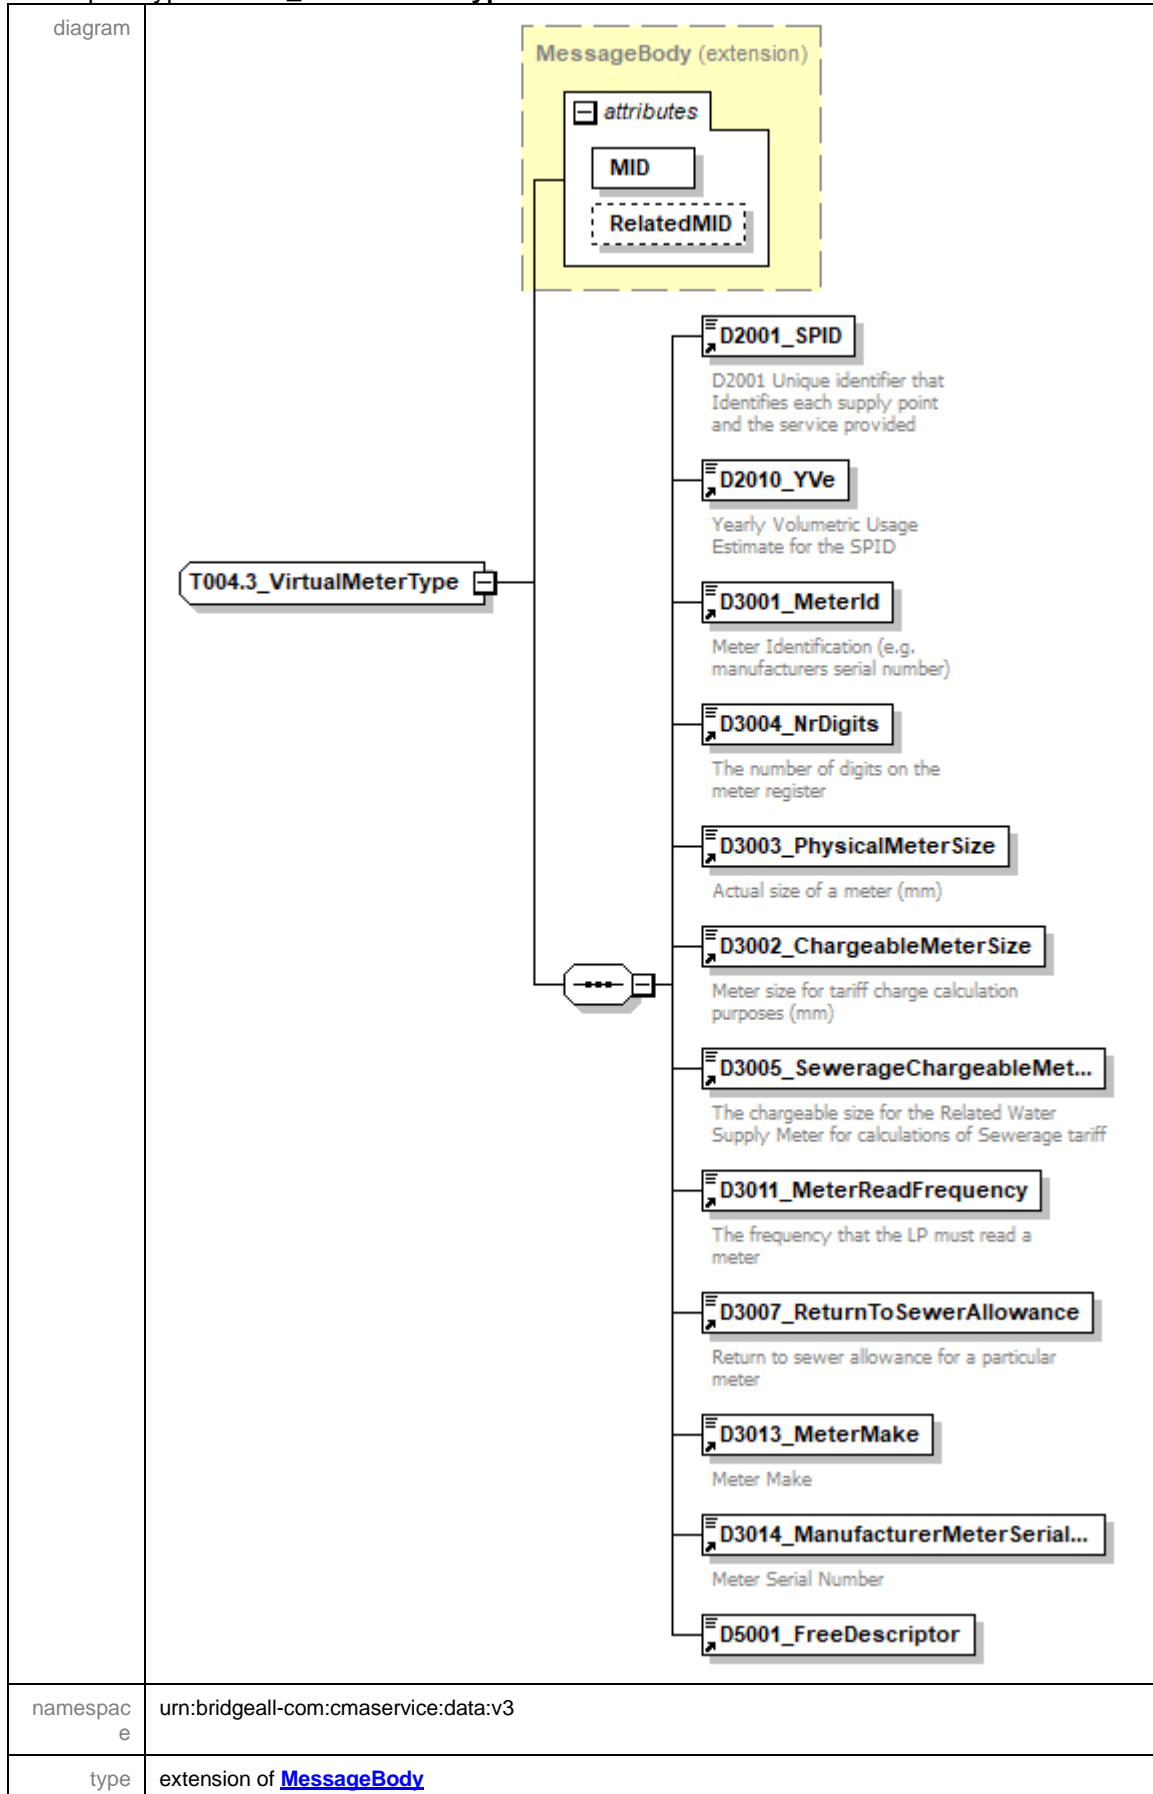 diagram
MessageBody (extension)
attributes
MID
RelatedMID
D2001_SPID
D2001 Unique identifier that
Identifies each supply point
and the service provided
D2010_YVe
Yearly Volumetric Usage
Estimate for the SPID
T004.3_VirtualMeterType
D3001_MeterId
Meter Identification (e.g.
manufacturers serial number)
D3004_NrDigits
The number of digits on the
meter register
D3003_PhysicalMeterSize
Actual size of a meter (mm)
D3002_ChargeableMeterSize
Meter size for tariff charge calculation
purposes (mm)
D3005_SewerageChargeableMet...
The chargeable size for the Related Water
Supply Meter for calculations of Sewerage tariff
D3011_MeterReadFrequency
The frequency that the LP must read a
meter
D3007_ReturnToSewerAllowance
Return to sewer allowance for a particular
meter
D3013_MeterMake
Meter Make
D3014_ManufacturerMeterSerial...
Meter Serial Number
D5001_FreeDescriptor
namespac
e
urn:bridgeall-com:cmaservice:data:v3
type
extension of MessageBody